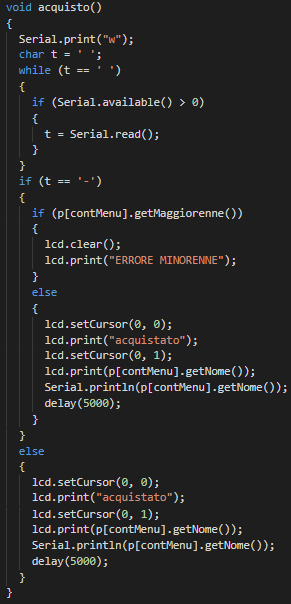 void acquisto()
{
  Serial.print("w");
  char t = ' ';
  while (t == ' ')
  {
    if (Serial.available() > 0)
    {
      t = Serial.read();
    }
  }
  if (t == '-')
  {
    if (p[contMenu].getMaggiorenne())
    {
      lcd.clear();
      lcd.print("ERRORE MINORENNE");
    }
    else
    {
      lcd.setCursor(0, 0);
      lcd.print("acquistato");
      lcd.setCursor(0, 1);
      lcd.print(p[contMenu].getNome());
      Serial.println(p[contMenu].getNome());
      delay(5000);
    }
  }
  else
  {
    lcd.setCursor(0, 0);
    lcd.print("acquistato");
    lcd.setCursor(0, 1);
    lcd.print(p[contMenu].getNome());
    Serial.println(p[contMenu].getNome());
    delay(5000);
  }
}